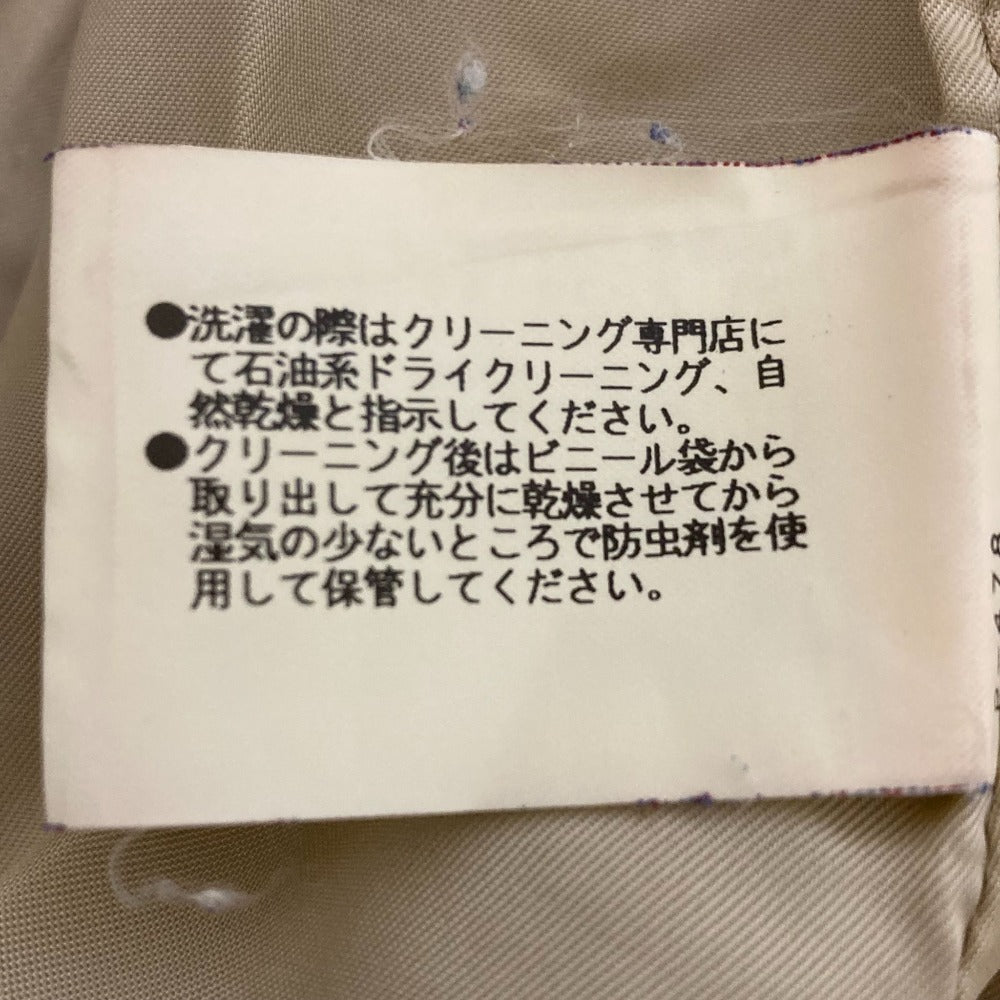 ●洗濯の際はクリーニング専門店に
て石油系ドライクリーニング、自
然乾燥と指示してください。
●クリーニング後はビニール袋から
取り出して充分に乾燥させてから
湿気の少ないところで防虫剤を使
用して保管してください。